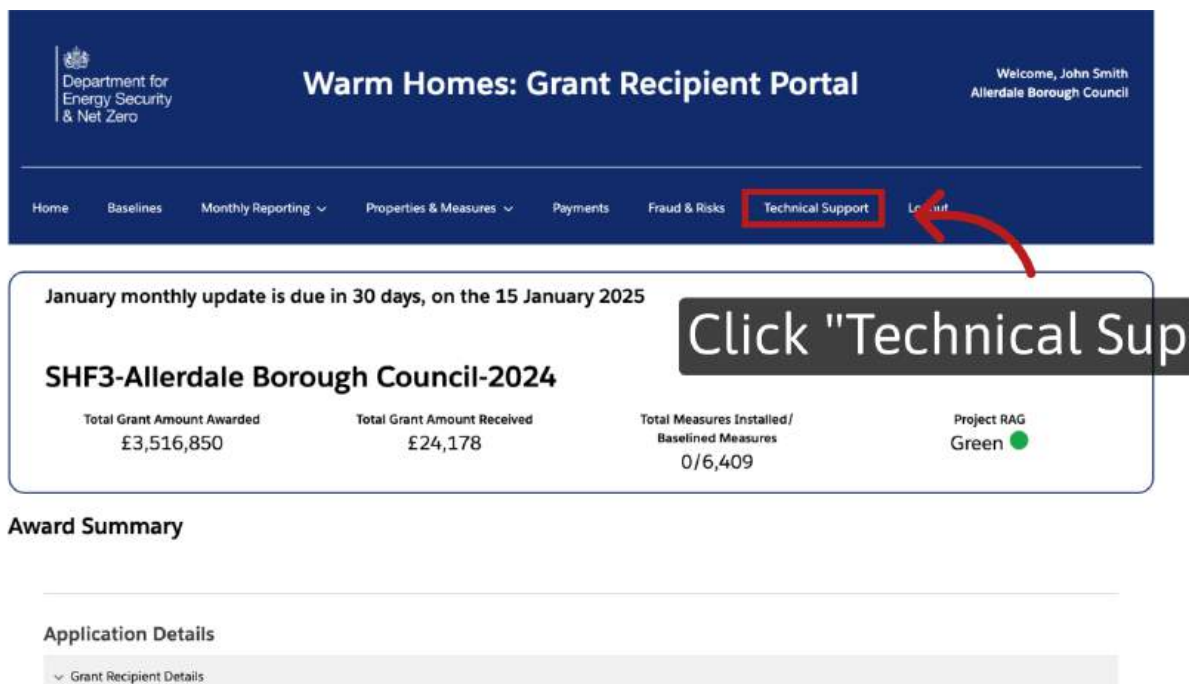 Department for
Energy Security
& Net Zero
Warm Homes: Grant Recipient Portal
Welcome, John Smith
Allerdale Borough Council
Home Baselines Monthly Reporting Properties & Measures Payments Fraud & Risks Technical Support
January monthly update is due in 30 days, on the 15 January 2025
Click "Technical Sup
SHF3-Allerdale Borough Council-2024
Total Grant Amount Awarded
£3,516,850
Total Grant Amount Received
£24,178
Total Measures Installed/
Baselined Measures
0/6,409
Project RAG
Green
Award Summary
Application Details
Grant Recipient Details